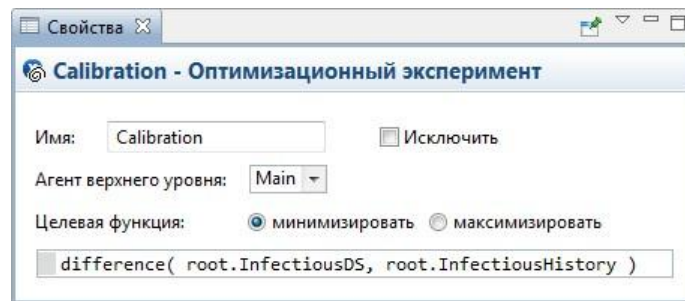 Свойства
Calibration - Оптимизационный эксперимент
Имя: Calibration Исключить
Агент верхнего уровня: Main
Целевая функция: минимизировать максимизировать
difference( root.InfectiousDS, root.InfectiousHistory )